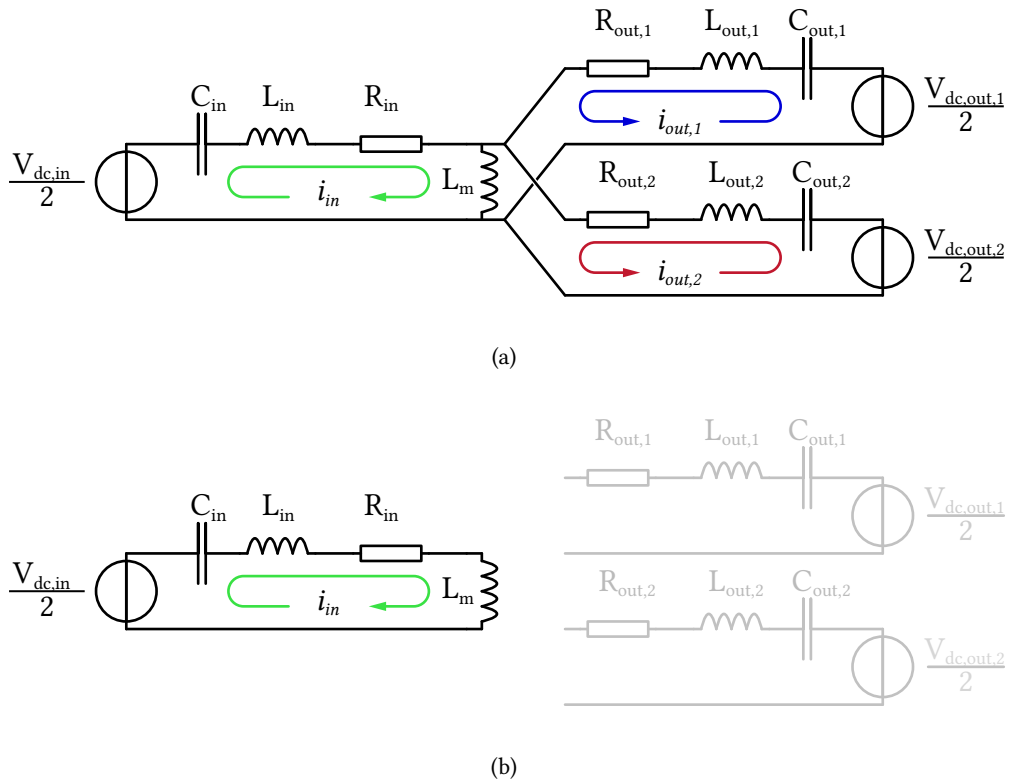 R_out,1 L_out,1 C_out,1
V_dc,out,1
2
i_out,1
C_in L_in R_in
V_dc,in
2
i_in
L_m
R_out,2 L_out,2 C_out,2
V_dc,out,2
2
i_out,2
(a)
R_out,1 L_out,1 C_out,1
V_dc,out,1
2
C_in L_in R_in
V_dc,in
2
i_in
L_m
R_out,2 L_out,2 C_out,2
V_dc,out,2
2
(b)